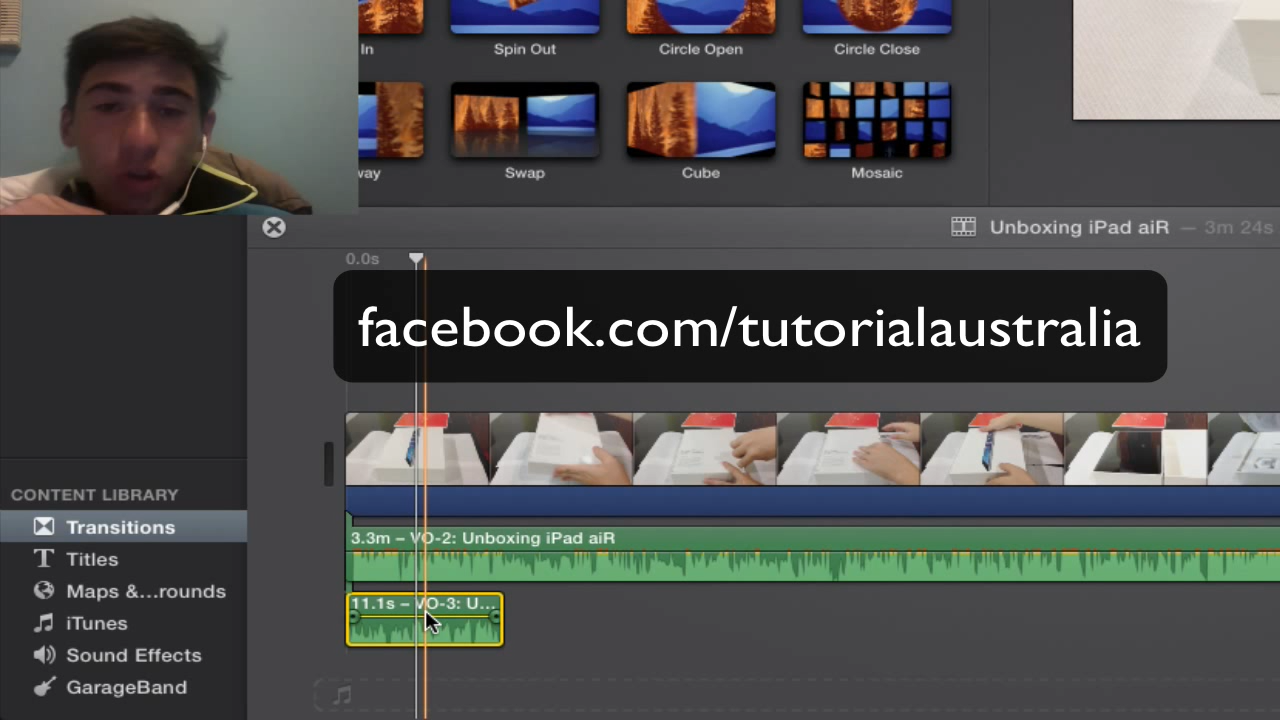 In
Spin Out
Circle Open
Circle Close
way
Swap
Cube
Mosaic
Unboxing iPad aiR — 3m 24s
0.0s
facebook.com/tutorialaustralia
3.3m – VO-2: Unboxing iPad aiR
11.1s – VO-3: U...
CONTENT LIBRARY
Transitions
Titles
Maps &...rounds
iTunes
Sound Effects
GarageBand